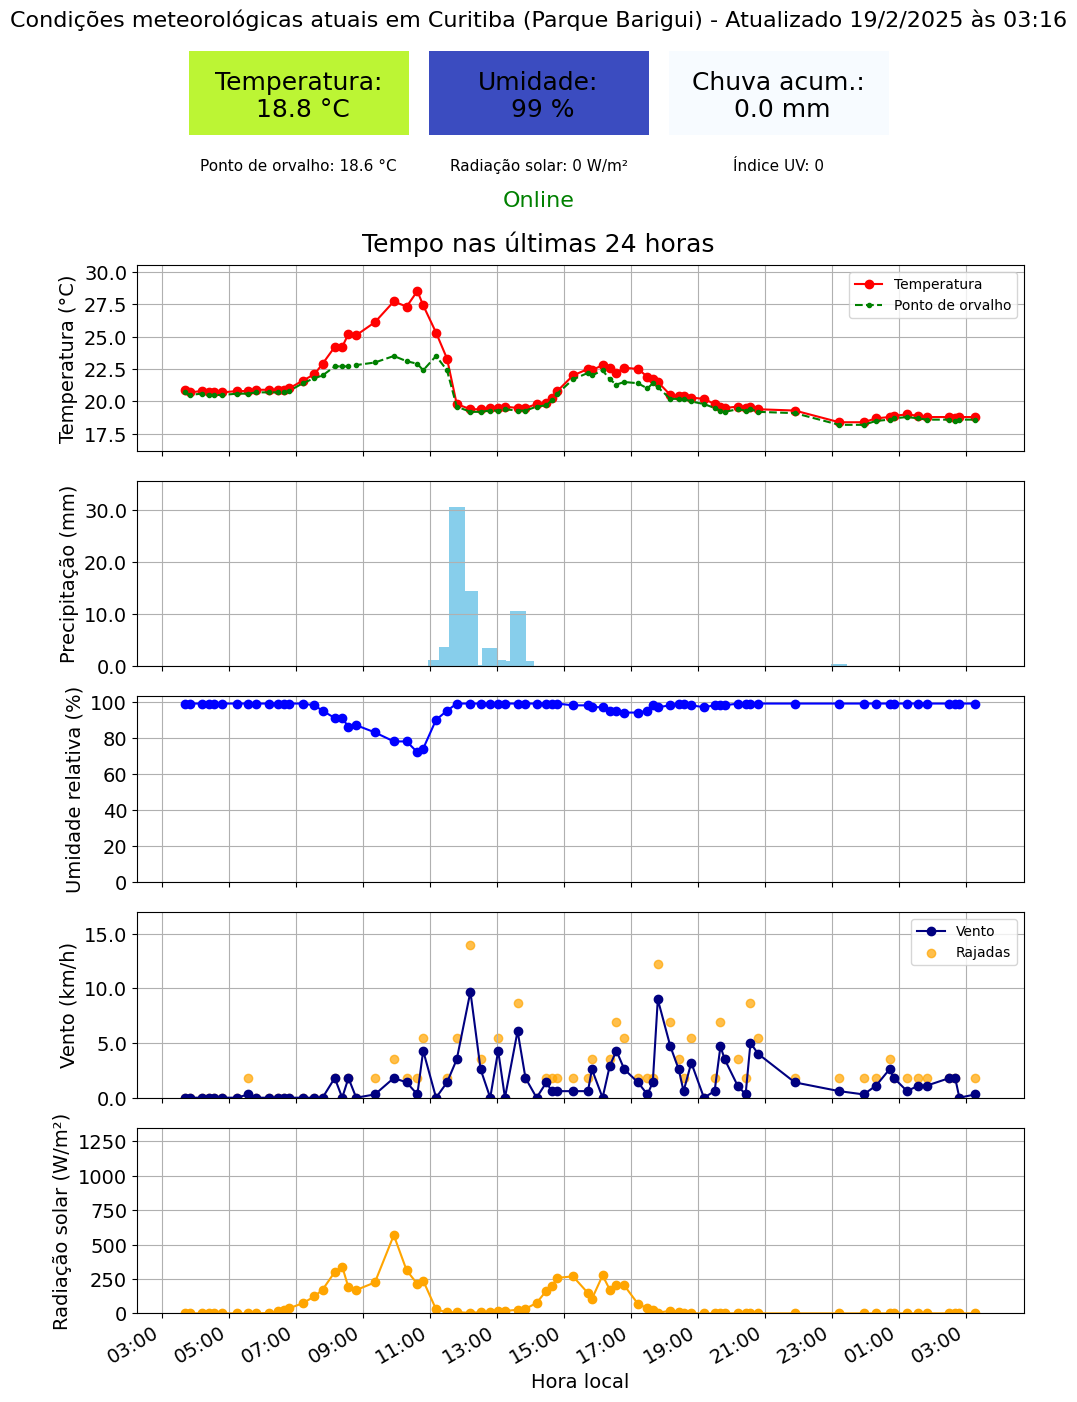 Condições meteorológicas atuais em Curitiba (Parque Barigui) - Atualizado 19/2/2025 às 03:16
Temperatura:
18.8 °C
Umidade:
99 %
Chuva acum.:
0.0 mm
Ponto de orvalho: 18.6 °C
Radiação solar: 0 W/m²
Índice UV: 0
Online
Tempo nas últimas 24 horas
Temperatura (°C)
30.0
27.5
25.0
22.5
20.0
17.5
Temperatura
Ponto de orvalho
Precipitação (mm)
30.0
20.0
10.0
0.0
Umidade relativa (%)
100
80
60
40
20
0
Vento (km/h)
15.0
10.0
5.0
0.0
Vento
Rajadas
Radiação solar (W/m²)
1250
1000
750
500
250
0
03:00
05:00
07:00
09:00
11:00
13:00
15:00
17:00
19:00
21:00
23:00
01:00
03:00
Hora local